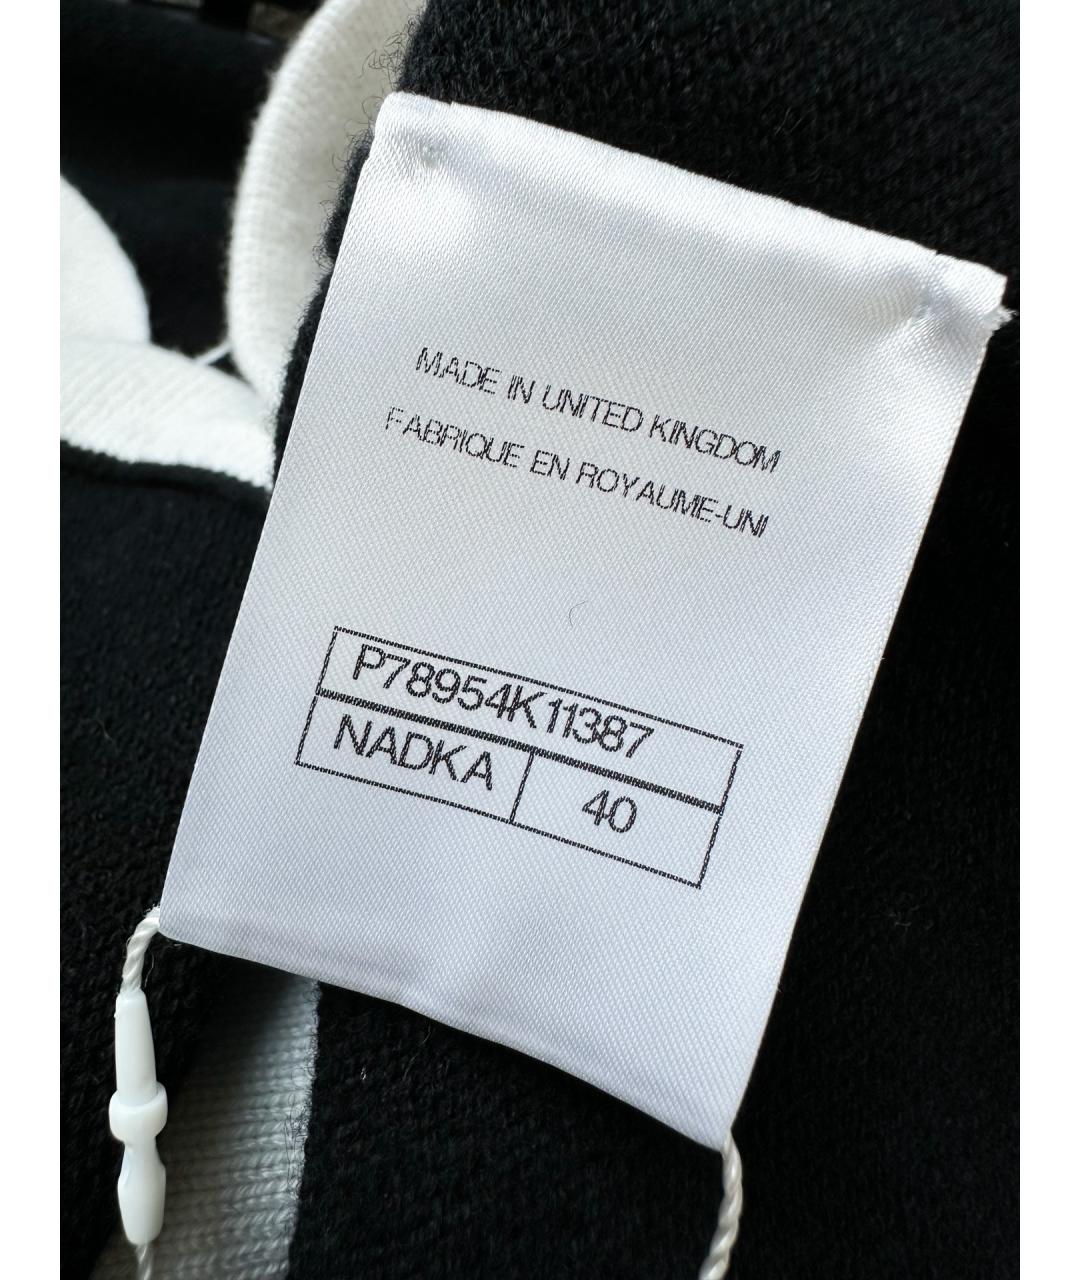 MADE IN UNITED KINGDOM
FABRIQUE EN ROYAUME-UNI
P78954K11387
NADKA 40